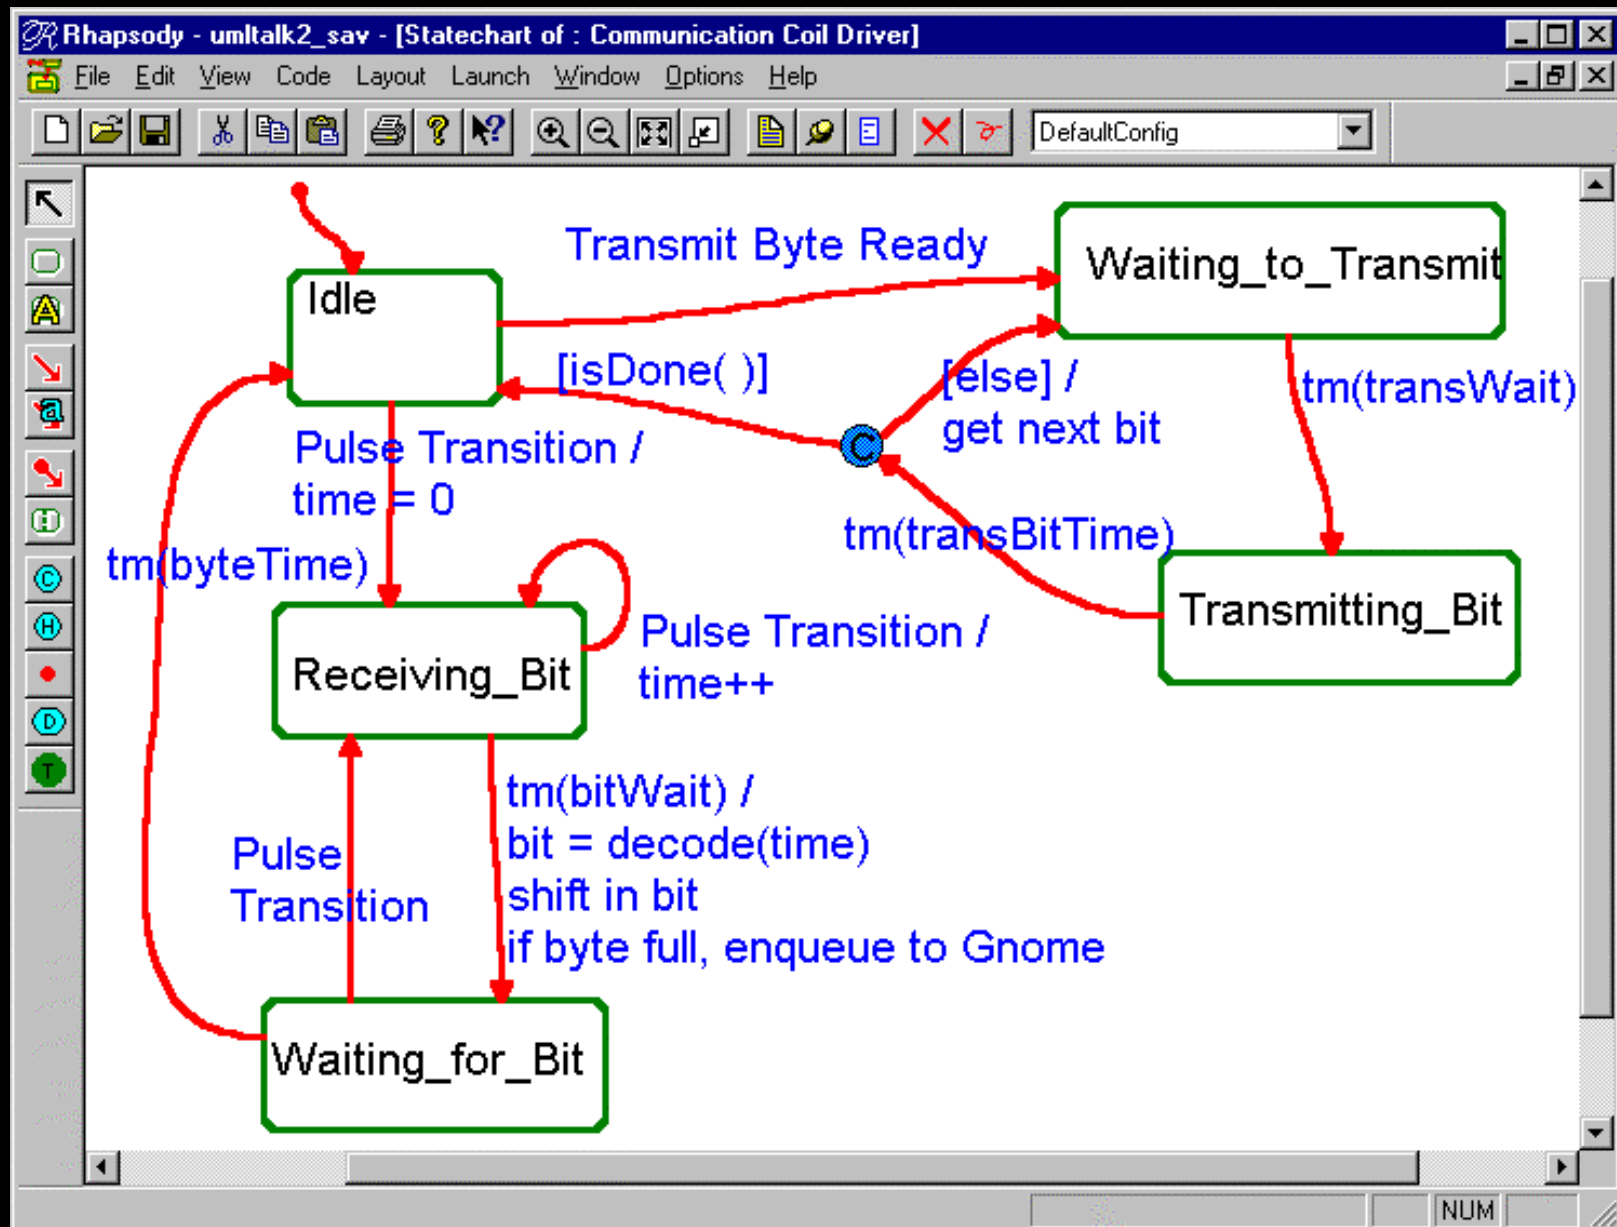 Rhapsody - umltalk2_sav - [Statechart of : Communication Coil Driver]
File Edit View Code Layout Launch Window Options Help
DefaultConfig
Transmit Byte Ready
Waiting_to_Transmit
Idle
[isDone( )]
[else] /
get next bit
tm(transWait)
C
Pulse Transition /
time = 0
tm(transBitTime)
tm(byteTime)
Transmitting_Bit
Pulse Transition /
time++
Receiving_Bit
tm(bitWait) /
bit = decode(time)
shift in bit
if byte full, enqueue to Gnome
Pulse
Transition
Waiting_for_Bit
A
a
C
H
D
T
NUM